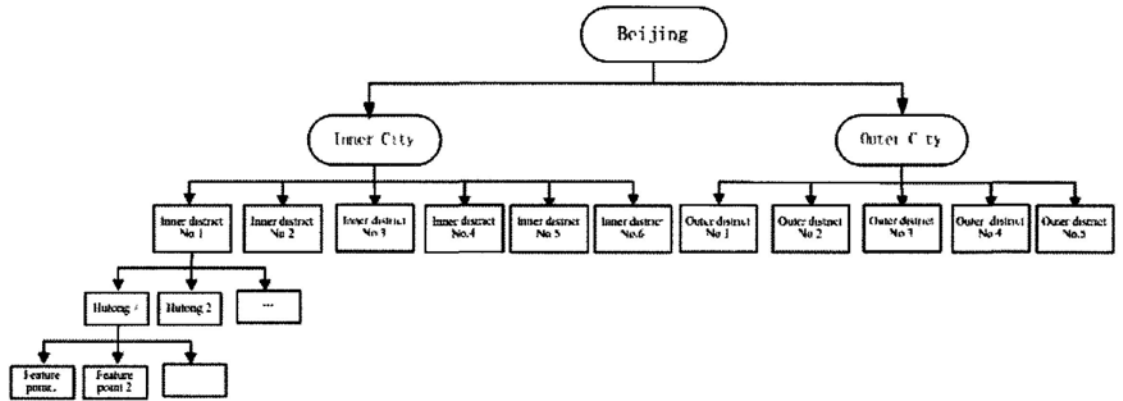 Beijing
Inner City
Outer City
Inner district
No.1
Inner district
No.2
Inner district
No.3
Inner district
No.4
Inner district
No.5
Inner district
No.6
Outer district
No.1
Outer district
No.2
Outer district
No.3
Outer district
No.4
Outer district
No.5
Hutong
Hutong 2
...
Feature
Feature
point 2